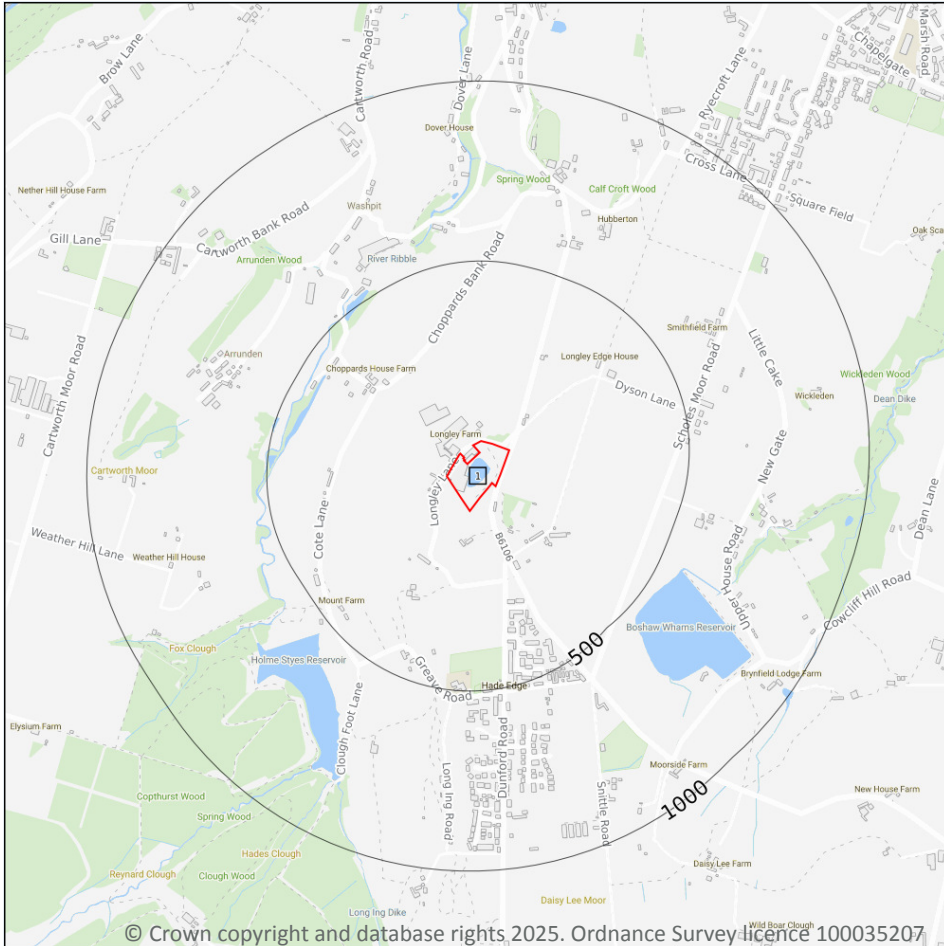 Brow Lane
Cartworth Road
Dover Lane
Ryecroft Lane
Chapelgate
Marsh Road
Dover House
Cross Lane
Spring Wood
Calf Croft Wood
Nether Hill House Farm
Washpit
Hubberton
Square Field
Gill Lane
Cartworth Bank Road
River Ribble
Oak Sca
Arrunden Wood
Choppards Bank Road
Smithfield Farm
Little Cake
Arrunden
Longley Edge House
Choppards House Farm
Dyson Lane
Scholes Moor Road
Wickleden Wood
Wickleden
Dean Dike
Cartworth Moor Road
Longley Farm
New Gate
Cartworth Moor
Longley Lane
1
Dean Lane
Cote Lane
B6106
Weather Hill Lane
Weather Hill House
Upper House Road
Mount Farm
Cowcliff Hill Road
Boshaw Whams Reservoir
Fox Clough
500
Holme Styes Reservoir
Greave Road
Brynfield Lodge Farm
Hade Edge
Elysium Farm
Clough Foot Lane
Dunford Road
Moorside Farm
Copthurst Wood
1000
New House Farm
Spring Wood
Long Ing Road
Snittle Road
Hades Clough
Daisy Lee Farm
Reynard Clough
Clough Wood
Daisy Lee Moor
Long Ing Dike
Wild Boar Clough
© Crown copyright and database rights 2025. Ordnance Survey licence 100035207